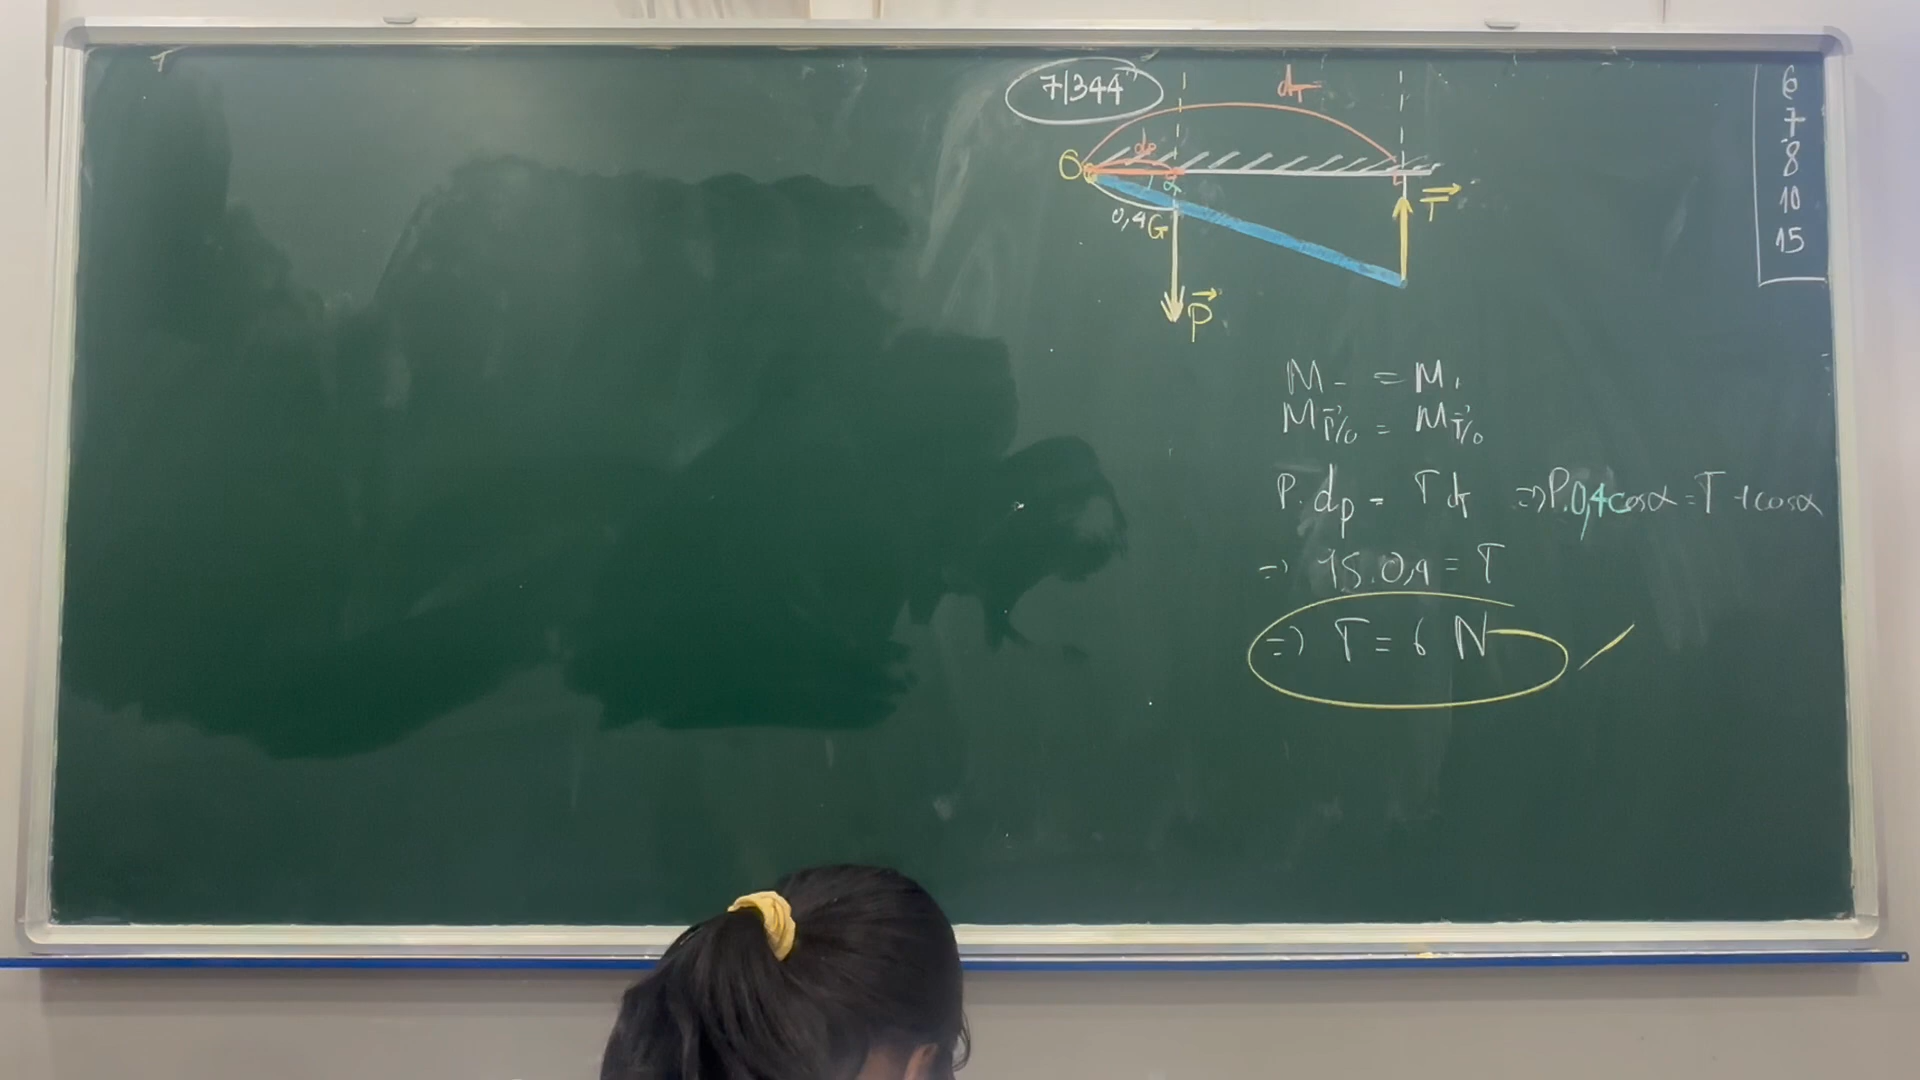 7/344
dT
dP
O
α
T
0,4
G
P
M- = M+
M P/O = M T/O
P.dp = T dT => P.0,4cosα = T.1cosα
=> 15.0,4 = T
=> T = 6 N
6
7
8
10
15